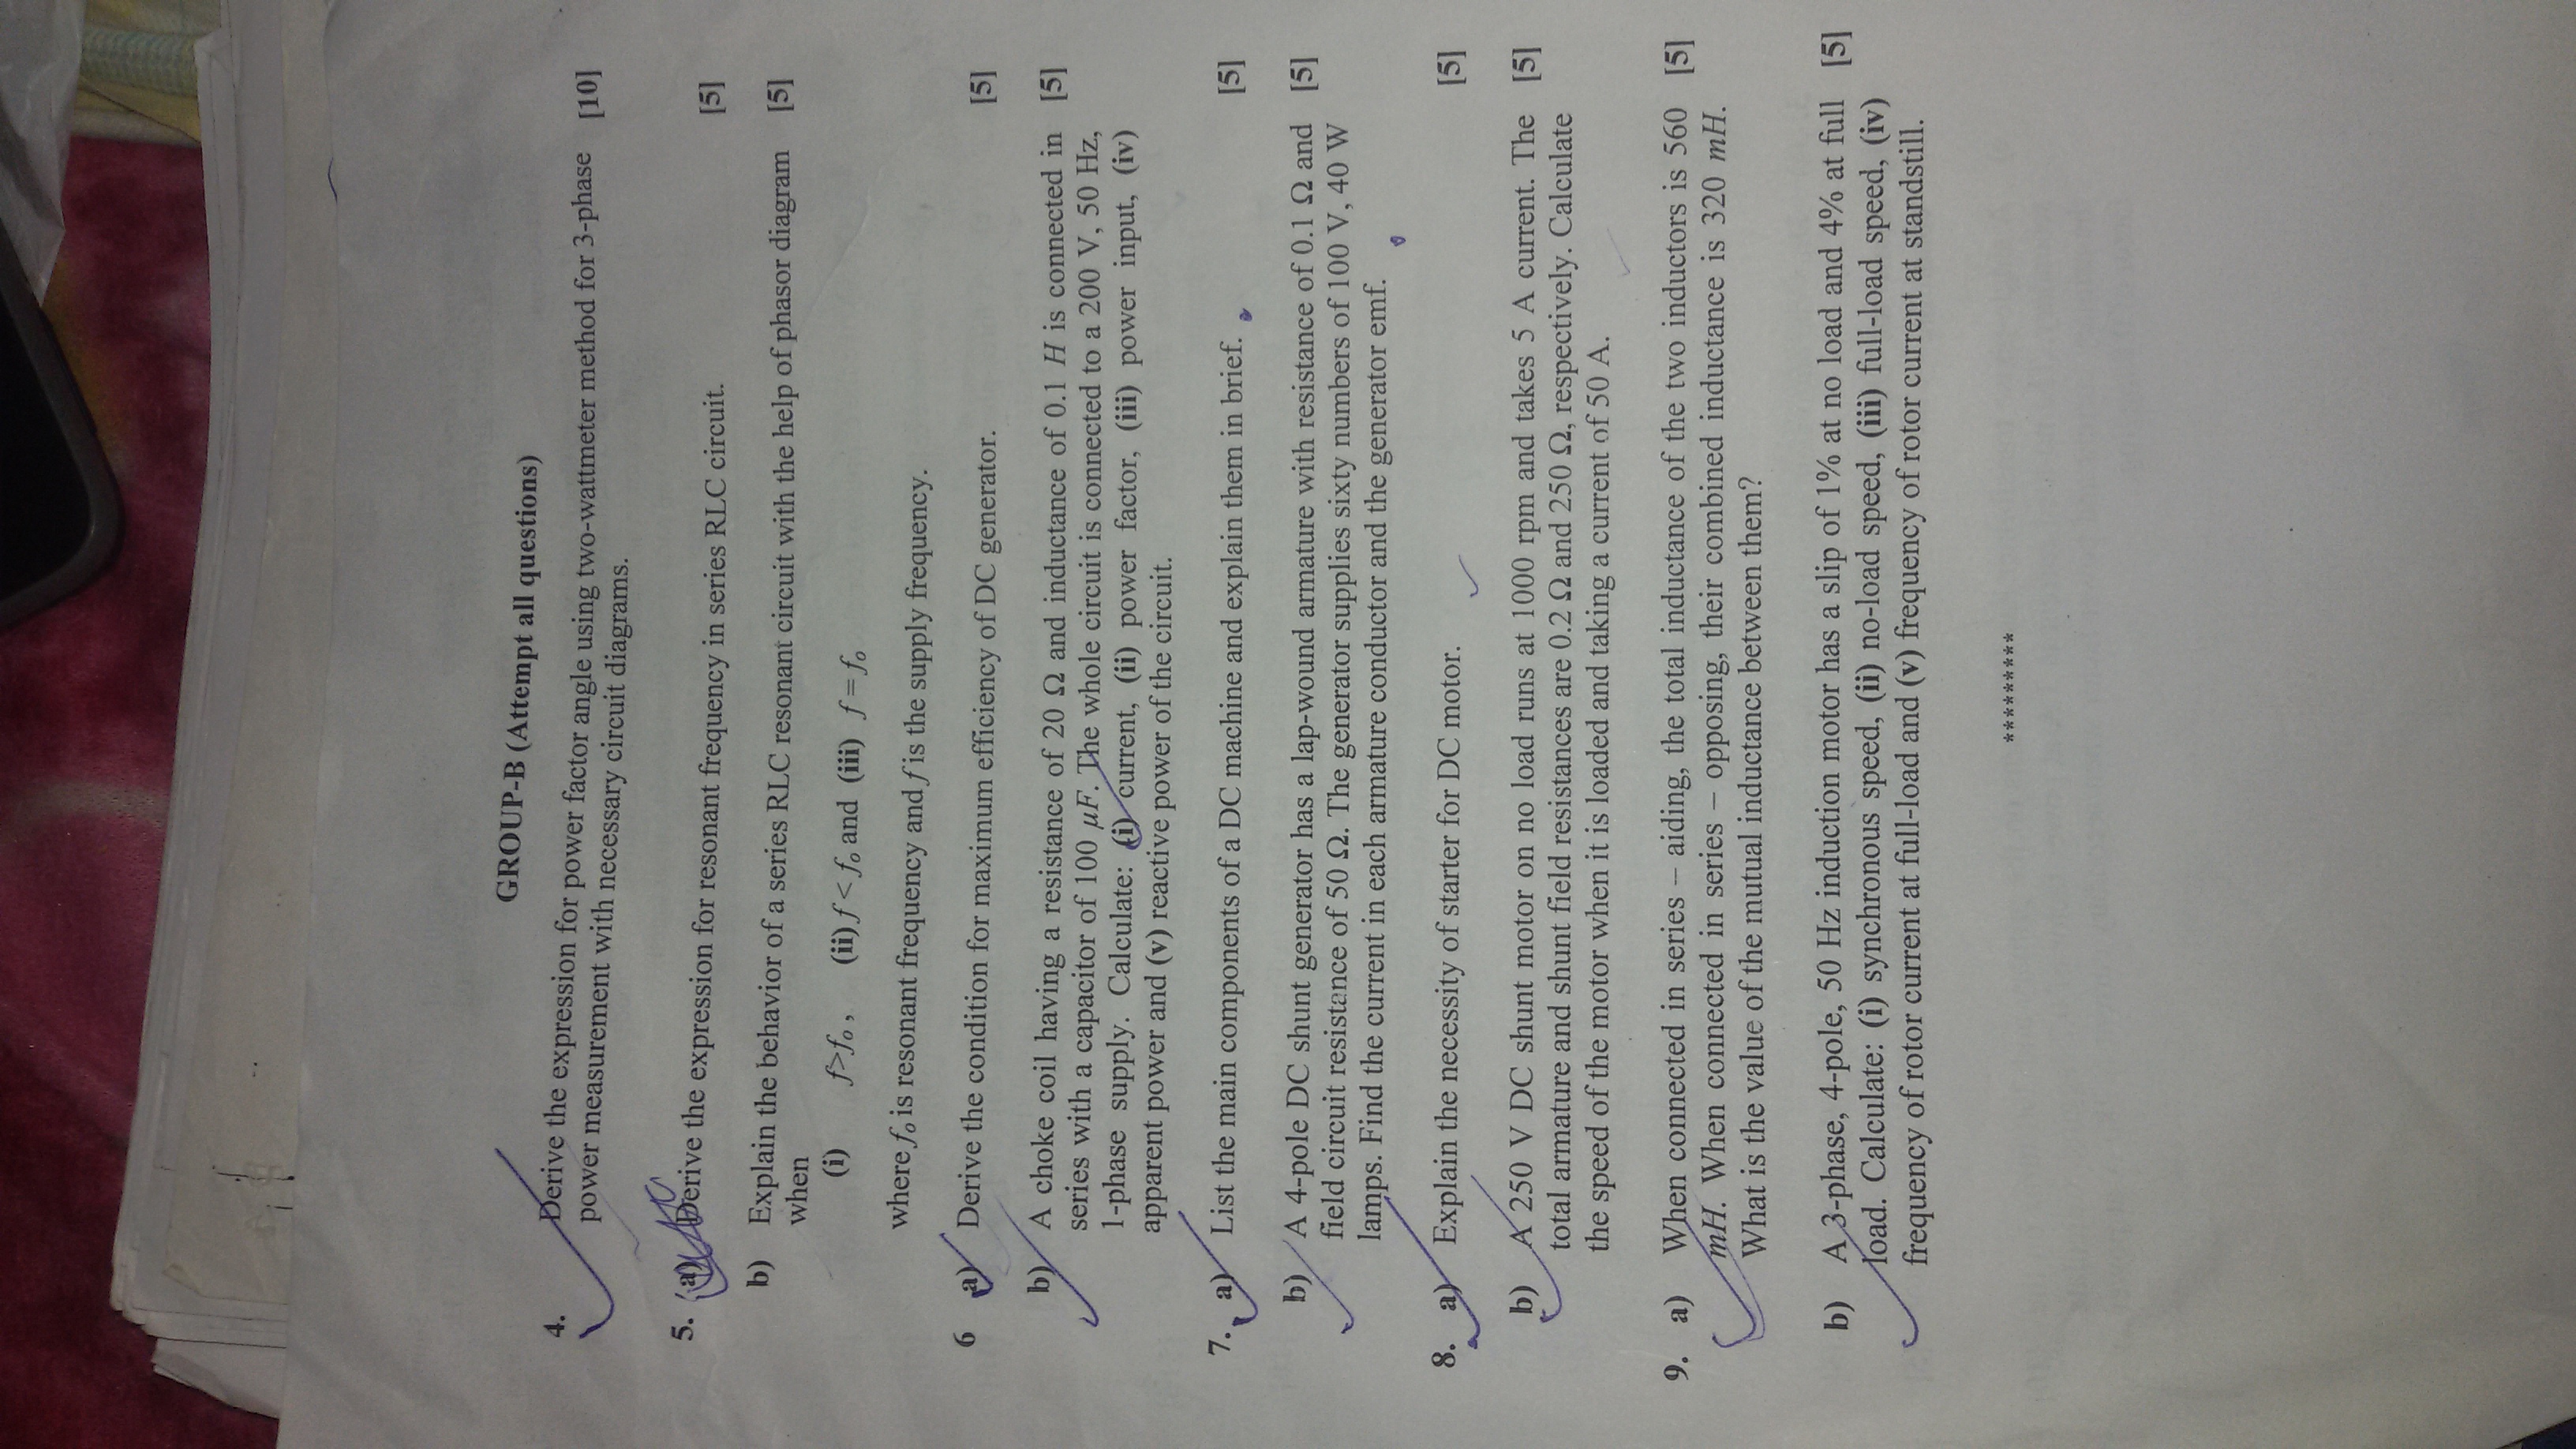 GROUP-B (Attempt all questions)
4. Derive the expression for power factor angle using two-wattmeter method for 3-phase [10]
power measurement with necessary circuit diagrams.
5. (a) Derive the expression for resonant frequency in series RLC circuit. [5]
b) Explain the behavior of a series RLC resonant circuit with the help of phasor diagram [5]
when
(i) f>fₒ, (ii) f < fₒ and (iii) f = fₒ
where fₒ is resonant frequency and f is the supply frequency.
6 a) Derive the condition for maximum efficiency of DC generator. [5]
b) A choke coil having a resistance of 20 Ω and inductance of 0.1 H is connected in [5]
series with a capacitor of 100 µF. The whole circuit is connected to a 200 V, 50 Hz,
1-phase supply. Calculate: (i) current, (ii) power factor, (iii) power input, (iv)
apparent power and (v) reactive power of the circuit.
7. a) List the main components of a DC machine and explain them in brief. [5]
b) A 4-pole DC shunt generator has a lap-wound armature with resistance of 0.1 Ω and [5]
field circuit resistance of 50 Ω. The generator supplies sixty numbers of 100 V, 40 W
lamps. Find the current in each armature conductor and the generator emf.
8. a) Explain the necessity of starter for DC motor. [5]
b) A 250 V DC shunt motor on no load runs at 1000 rpm and takes 5 A current. The [5]
total armature and shunt field resistances are 0.2 Ω and 250 Ω, respectively. Calculate
the speed of the motor when it is loaded and taking a current of 50 A.
9. a) When connected in series – aiding, the total inductance of the two inductors is 560 [5]
mH. When connected in series – opposing, their combined inductance is 320 mH.
What is the value of the mutual inductance between them?
b) A 3-phase, 4-pole, 50 Hz induction motor has a slip of 1% at no load and 4% at full [5]
load. Calculate: (i) synchronous speed, (ii) no-load speed, (iii) full-load speed, (iv)
frequency of rotor current at full-load and (v) frequency of rotor current at standstill.
*********